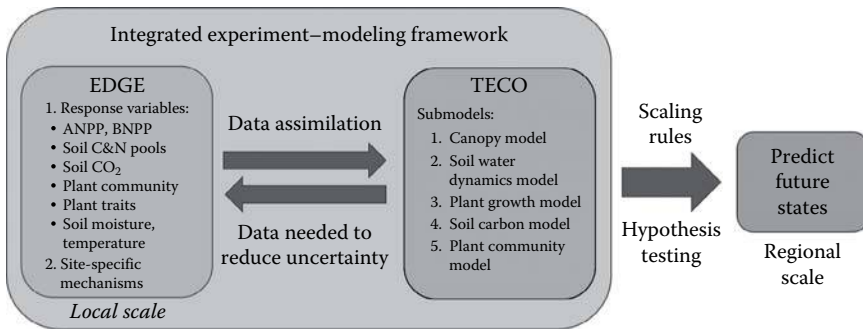 Integrated experiment–modeling framework
EDGE
1. Response variables:
• ANPP, BNPP
• Soil C&N pools
• Soil CO₂
• Plant community
• Plant traits
• Soil moisture,
temperature
2. Site-specific
mechanisms
Local scale
Data assimilation
Data needed to
reduce uncertainty
TECO
Submodels:
1. Canopy model
2. Soil water
dynamics model
3. Plant growth model
4. Soil carbon model
5. Plant community
model
Scaling
rules
Hypothesis
testing
Predict
future
states
Regional
scale